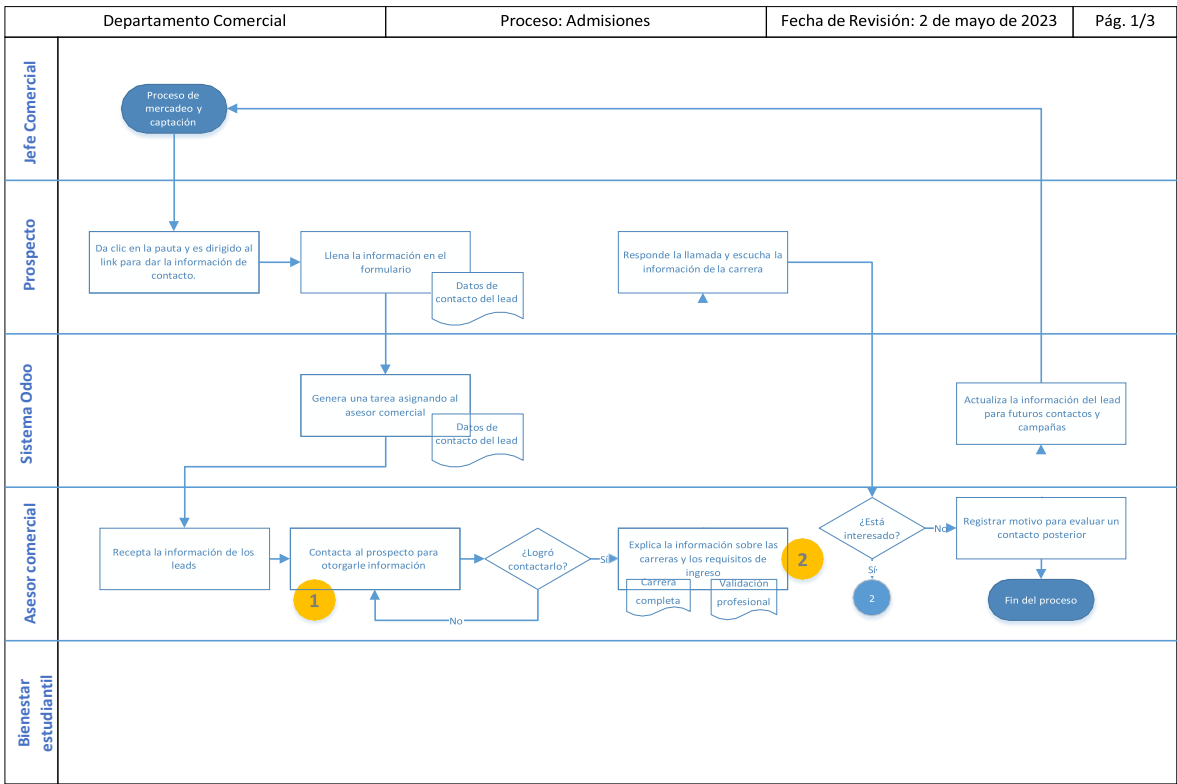 Departamento Comercial
Proceso: Admisiones
Fecha de Revisión: 2 de mayo de 2023
Pág. 1/3
Jefe Comercial
Proceso de
mercadeo y
captación
Prospecto
Da clic en la pauta y es dirigido al
link para dar la información de
contacto.
Llena la información en el
formulario
Datos de
contacto del lead
Responde la llamada y escucha la
información de la carrera
Sistema Odoo
Genera una tarea asignando al
asesor comercial
Datos de
contacto del lead
Actualiza la información del lead
para futuros contactos y
campañas
Asesor comercial
Recepta la información de los
leads
Contacta al prospecto para
otorgarle información
1
¿Logró
contactarlo?
No
Sí
Explica la información sobre las
carreras y los requisitos de
ingreso
Carrera
completa
Validación
profesional
2
¿Está
interesado?
Sí
2
No
Registrar motivo para evaluar un
contacto posterior
Fin del proceso
Bienestar
estudiantil